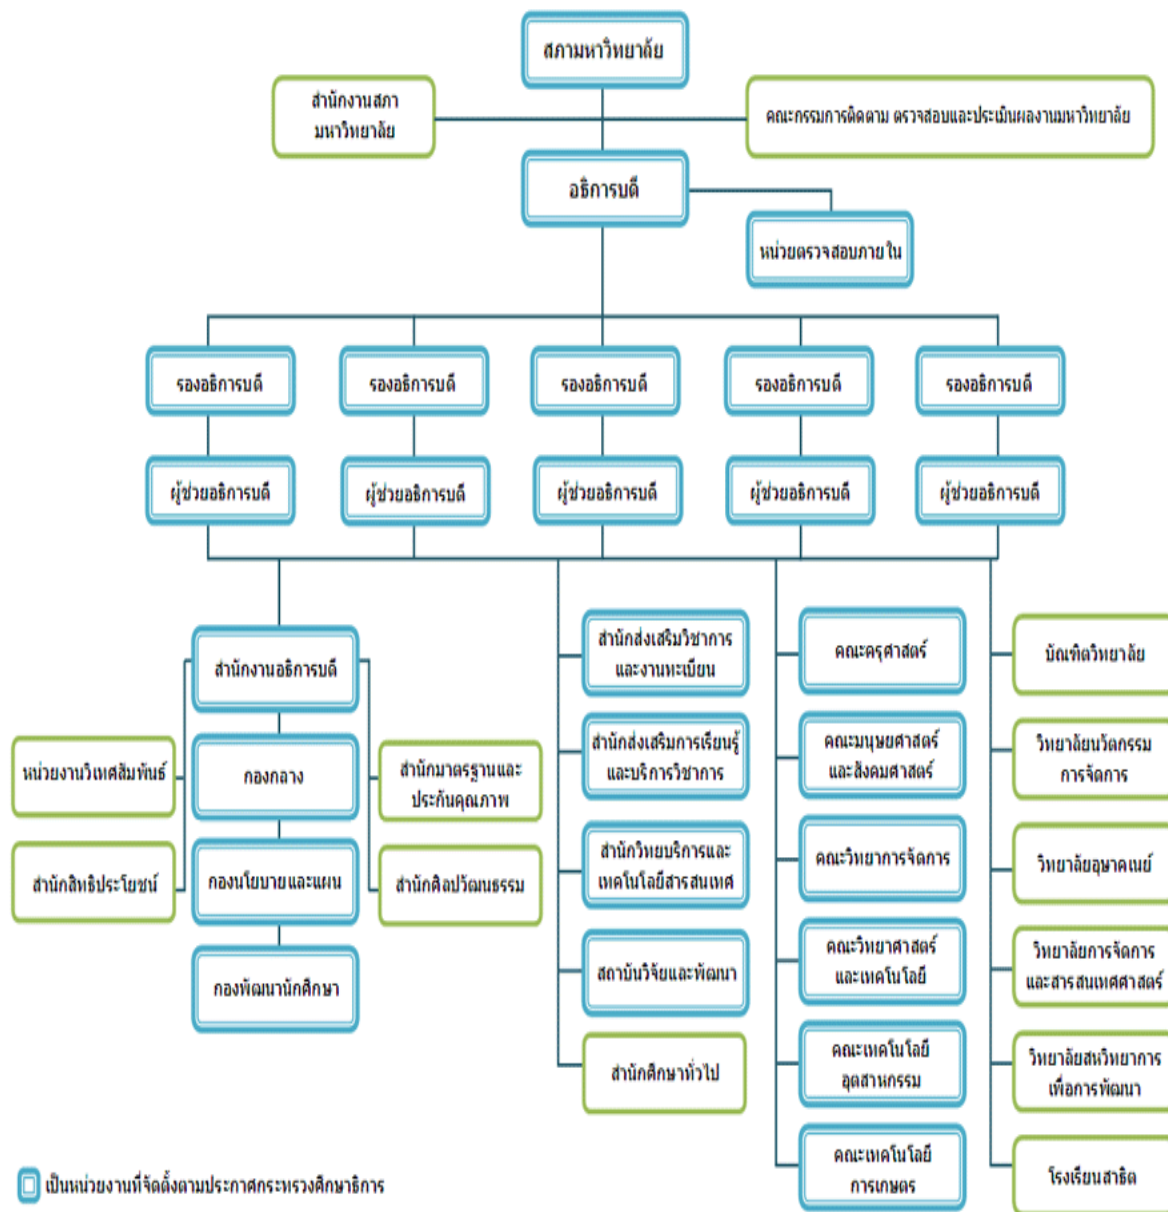 สภามหาวิทยาลัย
สำนักงานสภา
มหาวิทยาลัย
คณะกรรมการติดตาม ตรวจสอบและประเมินผลงานมหาวิทยาลัย
อธิการบดี
หน่วยตรวจสอบภายใน
รองอธิการบดี
รองอธิการบดี
รองอธิการบดี
รองอธิการบดี
รองอธิการบดี
ผู้ช่วยอธิการบดี
ผู้ช่วยอธิการบดี
ผู้ช่วยอธิการบดี
ผู้ช่วยอธิการบดี
ผู้ช่วยอธิการบดี
สำนักงานอธิการบดี
หน่วยงานวิเทศสัมพันธ์
กองกลาง
สำนักมาตรฐานและ
ประกันคุณภาพ
สำนักสิทธิประโยชน์
กองนโยบายและแผน
สำนักศิลปวัฒนธรรม
กองพัฒนานักศึกษา
สำนักส่งเสริมวิชาการ
และงานทะเบียน
สำนักส่งเสริมการเรียนรู้
และบริการวิชาการ
สำนักวิทยบริการและ
เทคโนโลยีสารสนเทศ
สถาบันวิจัยและพัฒนา
สำนักศึกษาทั่วไป
คณะครุศาสตร์
คณะมนุษยศาสตร์
และสังคมศาสตร์
คณะวิทยาการจัดการ
คณะวิทยาศาสตร์
และเทคโนโลยี
คณะเทคโนโลยี
อุตสาหกรรม
คณะเทคโนโลยี
การเกษตร
บัณฑิตวิทยาลัย
วิทยาลัยนวัตกรรม
การจัดการ
วิทยาลัยอุษาคเนย์
วิทยาลัยการจัดการ
และสารสนเทศศาสตร์
วิทยาลัยสหวิทยาการ
เพื่อการพัฒนา
โรงเรียนสาธิต
เป็นหน่วยงานที่จัดตั้งตามประกาศกระทรวงศึกษาธิการ